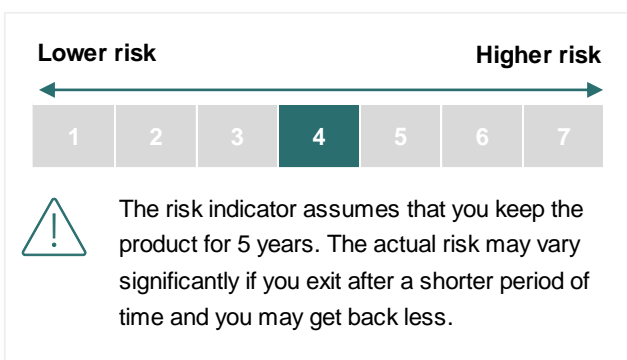 Lower risk Higher risk
1 2 3 4 5 6 7
The risk indicator assumes that you keep the
product for 5 years. The actual risk may vary
significantly if you exit after a shorter period of
time and you may get back less.